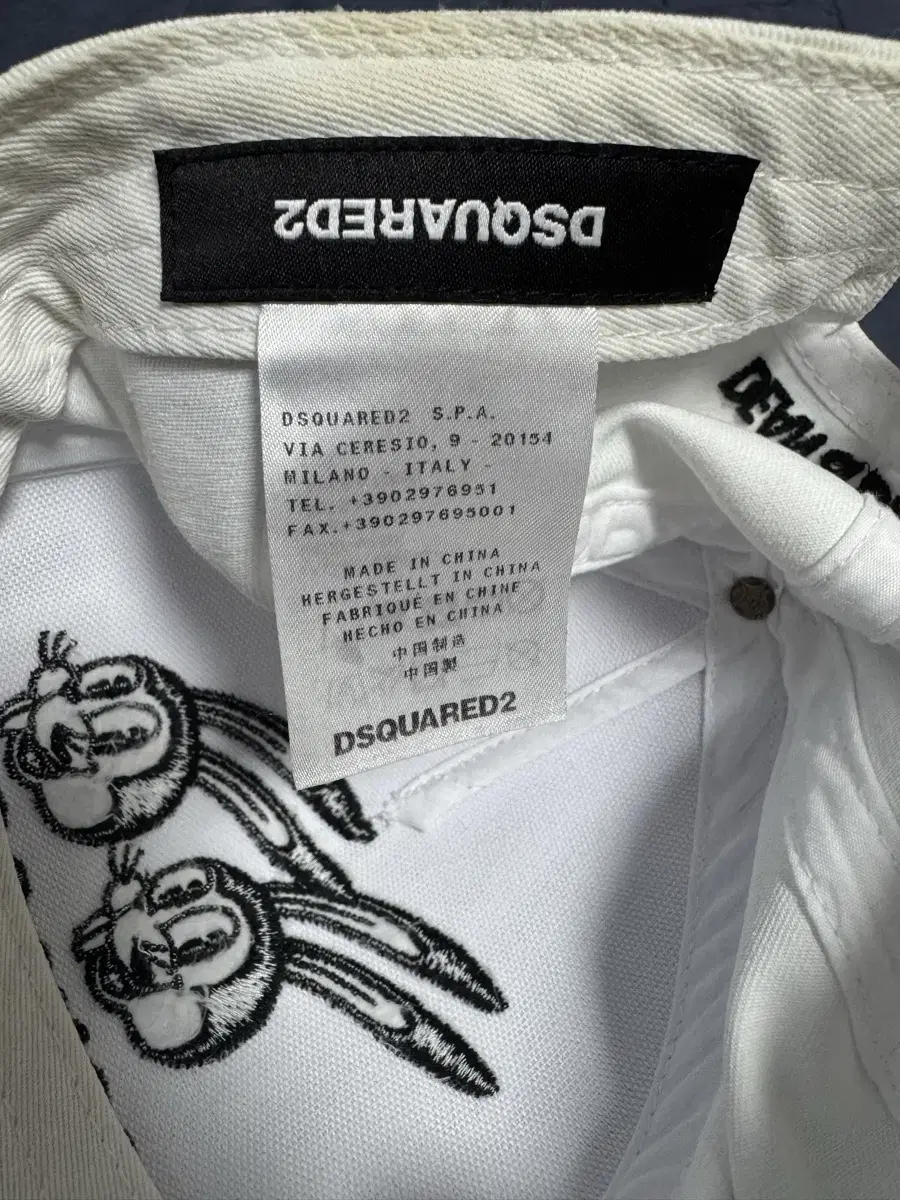 DSQUARED2
DSQUARED2 S.P.A.
VIA CERESIO, 9 - 20154
MILANO - ITALY -
TEL. +3902976951
FAX.+390297695001
MADE IN CHINA
HERGESTELLT IN CHINA
FABRIQUÉ EN CHINE
HECHO EN CHINA
中国制造
中国製
DSQUARED2